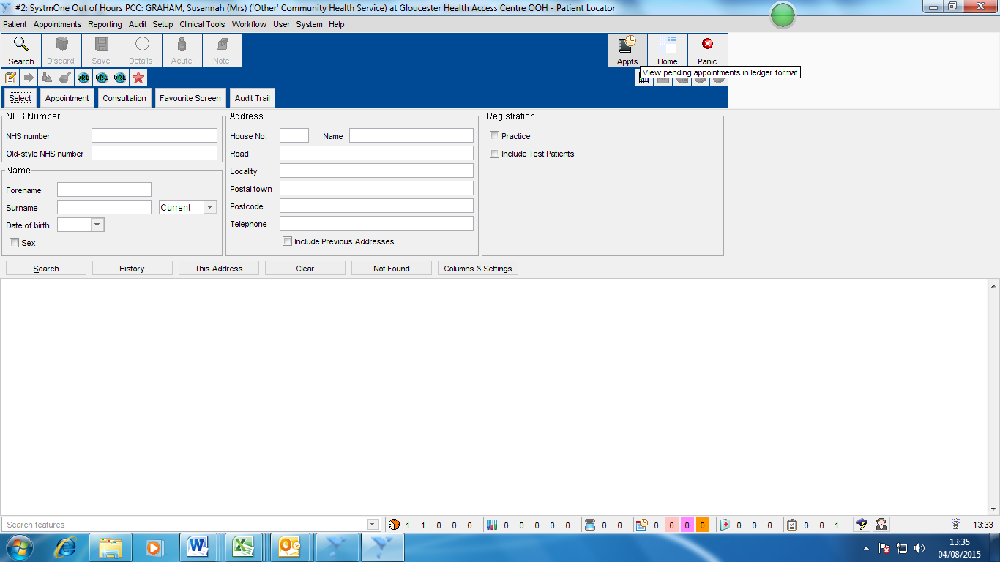 #2: SystmOne Out of Hours PCC: GRAHAM, Susannah (Mrs) ('Other' Community Health Service) at Gloucester Health Access Centre OOH - Patient Locator
Patient Appointments Reporting Audit Setup Clinical Tools Workflow User System Help
Search Discard Save Details Acute Note Appts Home Panic
View pending appointments in ledger format
URL URL URL
Select Appointment Consultation Favourite Screen Audit Trail
NHS Number Address Registration
NHS number House No. Name Practice
Old-style NHS number Road Include Test Patients
Name Locality
Forename Postal town
Surname Current Postcode
Date of birth Telephone
Sex Include Previous Addresses
Search History This Address Clear Not Found Columns & Settings
Search features 1 1 0 0 0 0 0 0 0 0 0 0 0 0 0 0 0 0 0 0 0 1 13:33
13:35
04/08/2015